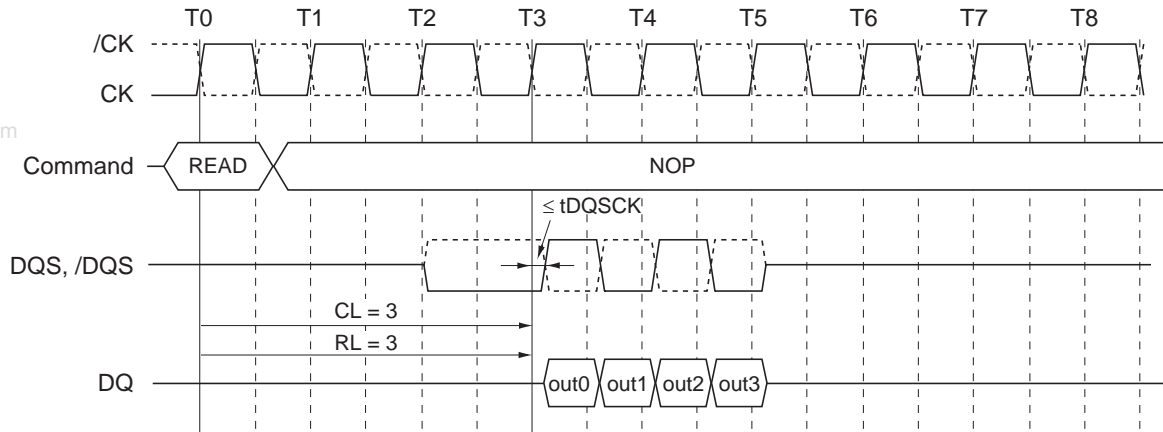 T0 T1 T2 T3 T4 T5 T6 T7 T8
/CK
CK
m
Command READ NOP
≤ tDQSCK
DQS, /DQS
CL = 3
RL = 3
DQ out0 out1 out2 out3